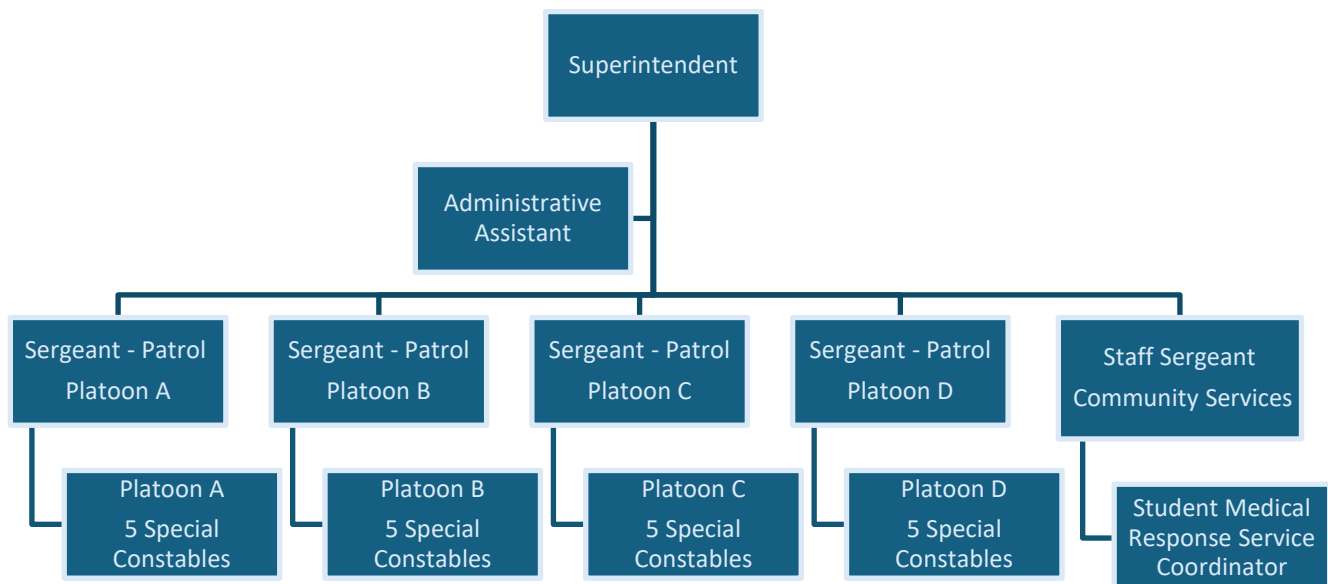 Superintendent
Administrative
Assistant
Sergeant - Patrol
Platoon A
Sergeant - Patrol
Platoon B
Sergeant - Patrol
Platoon C
Sergeant - Patrol
Platoon D
Staff Sergeant
Community Services
Platoon A
5 Special
Constables
Platoon B
5 Special
Constables
Platoon C
5 Special
Constables
Platoon D
5 Special
Constables
Student Medical
Response Service
Coordinator